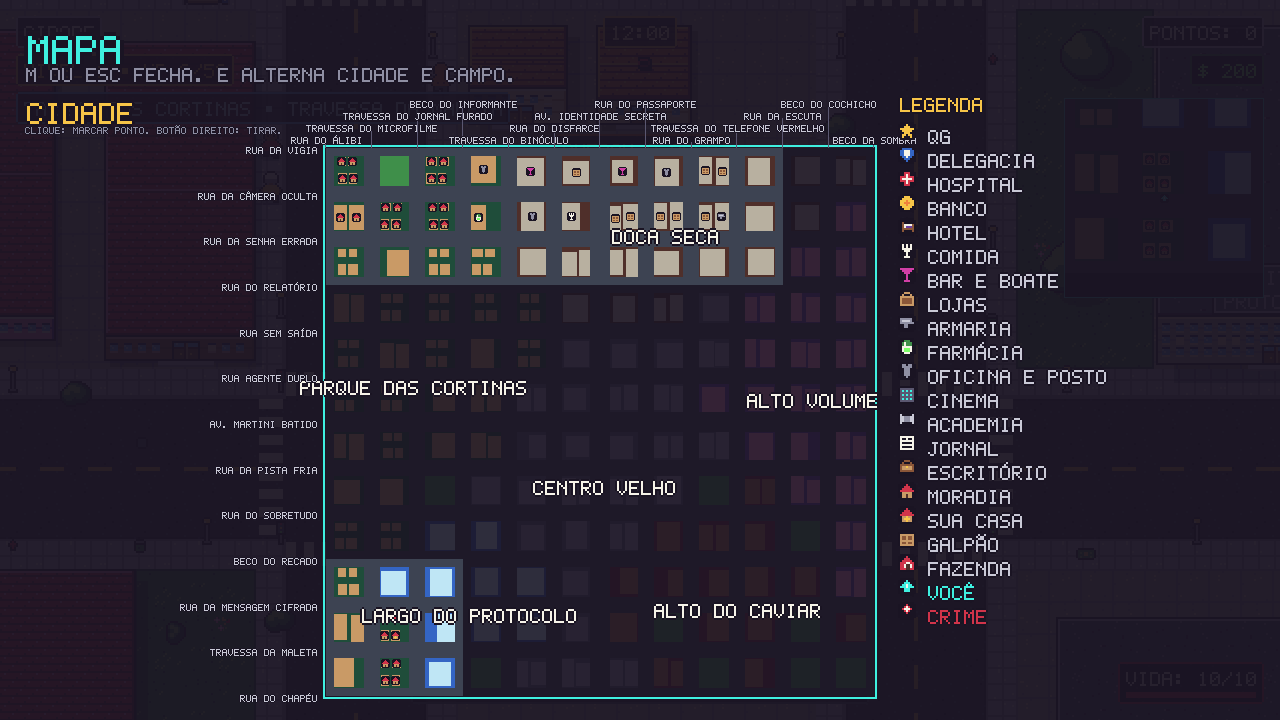 MAPA
M OU ESC FECHA. E ALTERNA CIDADE E CAMPO.
CIDADE
CLIQUE: MARCAR PONTO. BOTÃO DIREITO: TIRAR.
12:00
PONTOS: 0
$ 200
BECO DO INFORMANTE
RUA DO PASSAPORTE
BECO DO COCHICHO
TRAVESSA DO JORNAL FURADO
AV. IDENTIDADE SECRETA
RUA DA ESCUTA
TRAVESSA DO MICROFILME
RUA DO DISFARCE
TRAVESSA DO TELEFONE VERMELHO
RUA DO ÁLIBI
TRAVESSA DO BINÓCULO
RUA DO GRAMPO
BECO DA SOMBRA
RUA DA VIGIA
RUA DA CÂMERA OCULTA
RUA DA SENHA ERRADA
RUA DO RELATÓRIO
RUA SEM SAÍDA
RUA AGENTE DUPLO
AV. MARTINI BATIDO
RUA DA PISTA FRIA
RUA DO SOBRETUDO
BECO DO RECADO
RUA DA MENSAGEM CIFRADA
TRAVESSA DA MALETA
RUA DO CHAPÉU
DOCA SECA
PARQUE DAS CORTINAS
ALTO VOLUME
CENTRO VELHO
LARGO DO PROTOCOLO
ALTO DO CAVIAR
LEGENDA
QG
DELEGACIA
HOSPITAL
BANCO
HOTEL
COMIDA
BAR E BOATE
LOJAS
ARMARIA
FARMÁCIA
OFICINA E POSTO
CINEMA
ACADEMIA
JORNAL
ESCRITÓRIO
MORADIA
SUA CASA
GALPÃO
FAZENDA
VOCÊ
CRIME
VIDA: 10/10